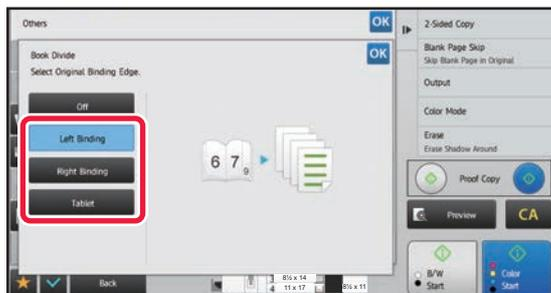 Others
OK
Book Divide
OK
Select Original Binding Edge.
Off
Left Binding
Right Binding
Tablet
6 7 9
2-Sided Copy
Blank Page Skip
Skip Blank Page in Original
Output
Color Mode
Erase
Erase Shadow Around
Proof Copy
Preview
CA
B/W
Start
Color
Start
Back
8½ x 14
11 x 17
8½ x 11